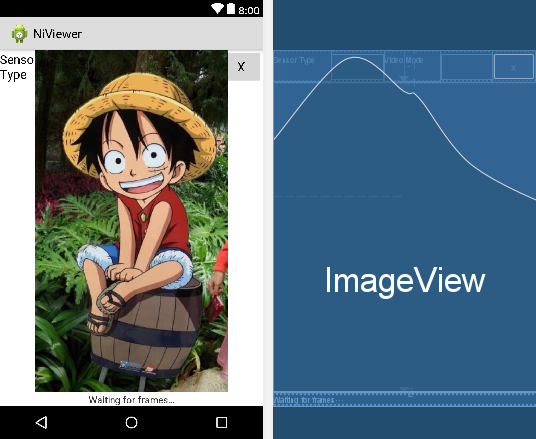 8:00
NiViewer
Senso
Type
X
Waiting for frames...
Sensor Type
Video Mode
X
ImageView
Waiting for frames...